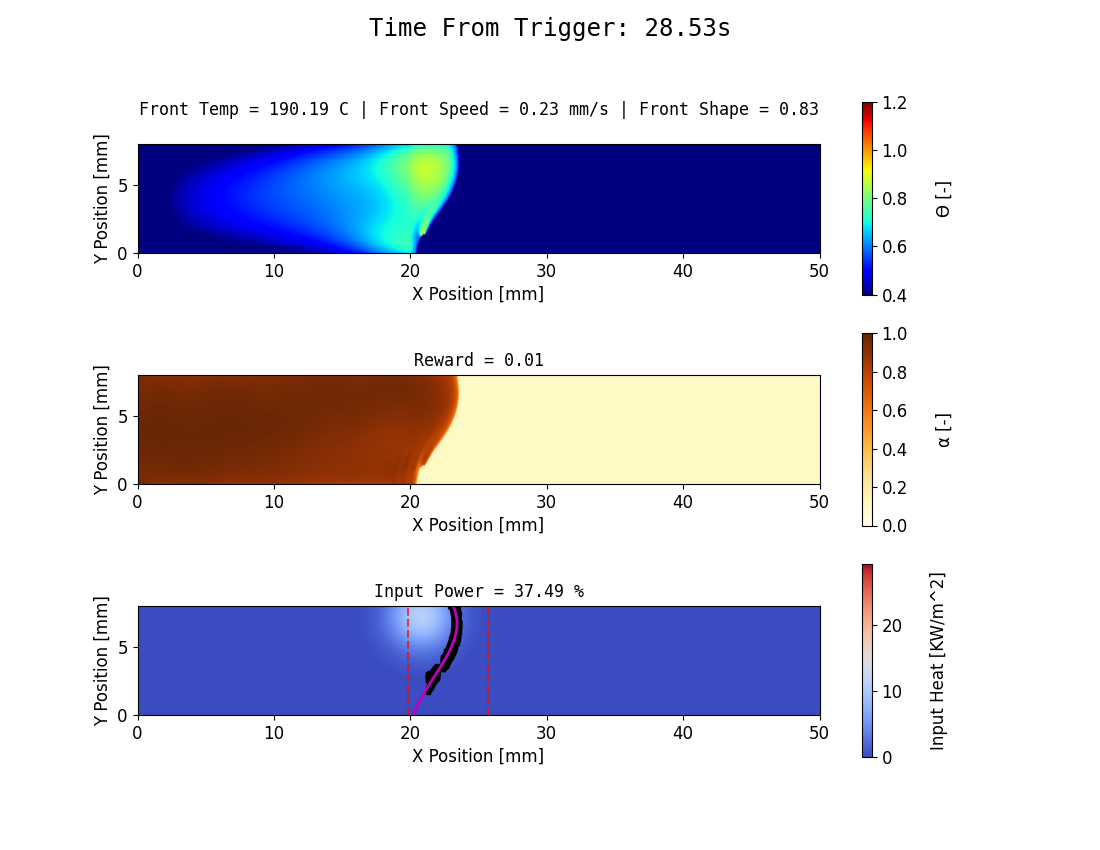 Time From Trigger: 28.53s
Front Temp = 190.19 C | Front Speed = 0.23 mm/s | Front Shape = 0.83
Y Position [mm]
5
0
0 10 20 30 40 50
X Position [mm]
1.2
1.0
0.8
0.6
0.4
Θ [-]
Reward = 0.01
Y Position [mm]
5
0
0 10 20 30 40 50
X Position [mm]
1.0
0.8
0.6
0.4
0.2
0.0
α [-]
Input Power = 37.49 %
Y Position [mm]
5
0
0 10 20 30 40 50
X Position [mm]
20
10
0
Input Heat [KW/m^2]